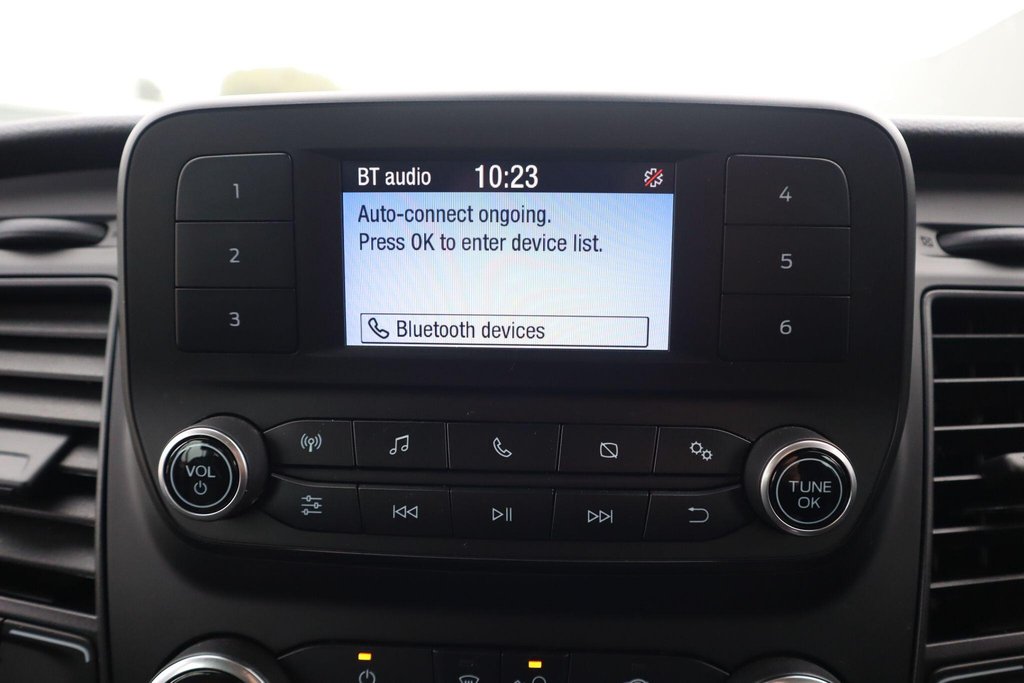 BT audio 10:23
Auto-connect ongoing.
Press OK to enter device list.
Bluetooth devices
1
2
3
4
5
6
VOL
TUNE
OK